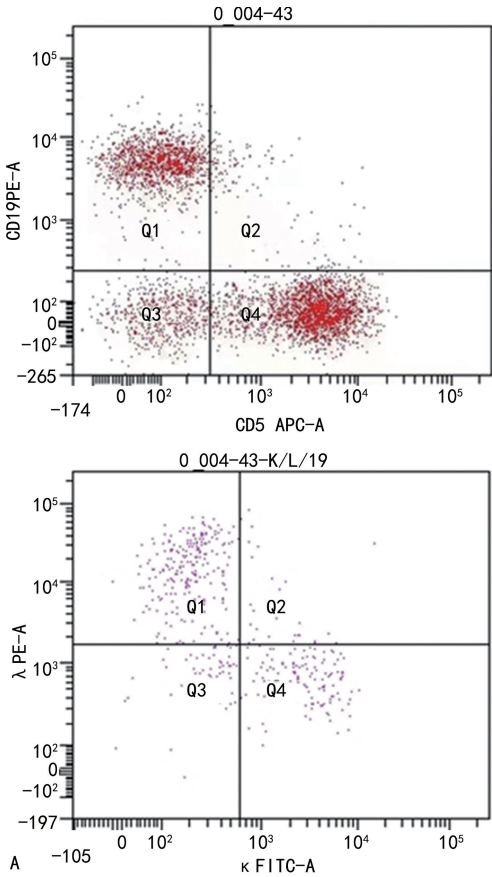 0_004-43
CD19PE-A
10⁵
10⁴
10³
10²
0
-10²
-265
Q1
Q2
Q3
Q4
-174
0
10²
10³
10⁴
10⁵
CD5 APC-A
0_004-43-K/L/19
λPE-A
10⁵
10⁴
10³
10²
0
-10²
-197
Q1
Q2
Q3
Q4
-105
0
10²
10³
10⁴
10⁵
κFITC-A
A